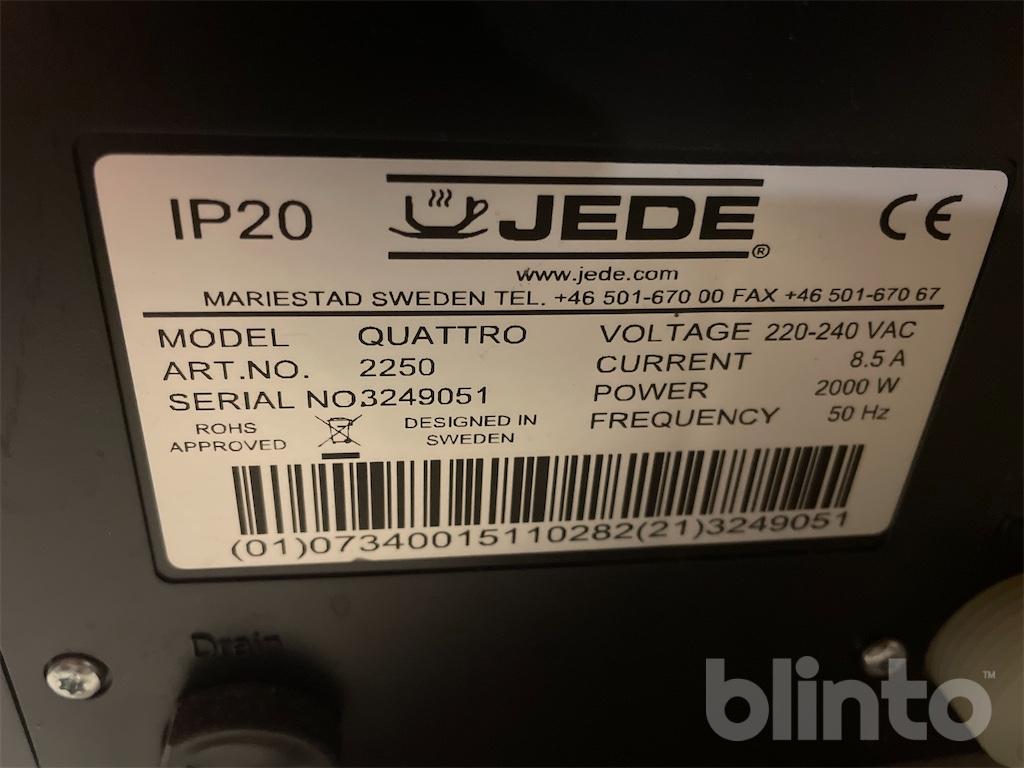 IP20 JEDE® CE
www.jede.com
MARIESTAD SWEDEN TEL. +46 501-670 00 FAX +46 501-670 67
MODEL QUATTRO VOLTAGE 220-240 VAC
ART.NO. 2250 CURRENT 8.5 A
SERIAL NO.3249051 POWER 2000 W
ROHS APPROVED DESIGNED IN SWEDEN FREQUENCY 50 Hz
(01)07340015110282(21)3249051
Drain
blinto™